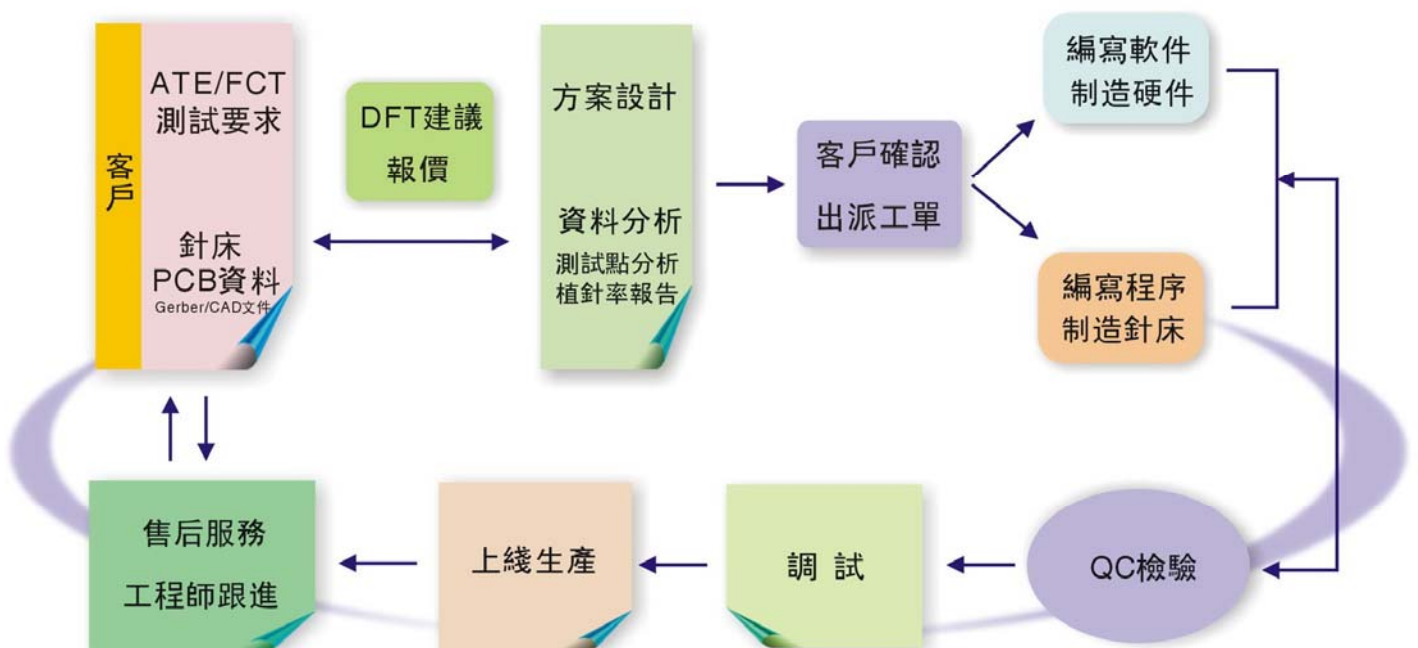 客戶
ATE/FCT
測試要求
針床
PCB資料
Gerber/CAD文件
DFT建議
報價
方案設計
資料分析
測試點分析
植針率報告
客戶確認
出派工單
編寫軟件
制造硬件
編寫程序
制造針床
QC檢驗
調試
上綫生產
售后服務
工程師跟進